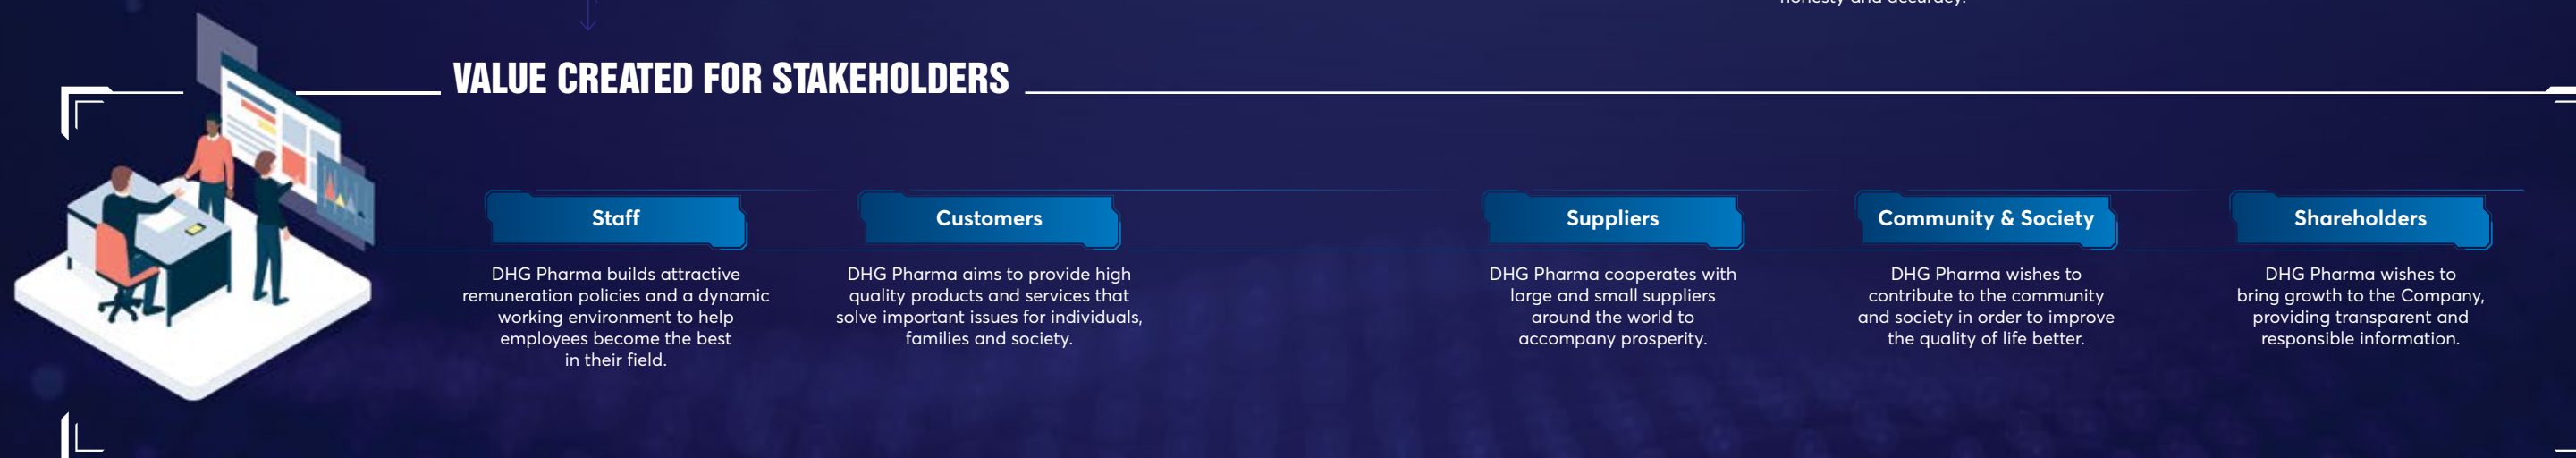 honesty and accuracy.
VALUE CREATED FOR STAKEHOLDERS
Staff
DHG Pharma builds attractive
remuneration policies and a dynamic
working environment to help
employees become the best
in their field.
Customers
DHG Pharma aims to provide high
quality products and services that
solve important issues for individuals,
families and society.
Suppliers
DHG Pharma cooperates with
large and small suppliers
around the world to
accompany prosperity.
Community & Society
DHG Pharma wishes to
contribute to the community
and society in order to improve
the quality of life better.
Shareholders
DHG Pharma wishes to
bring growth to the Company,
providing transparent and
responsible information.